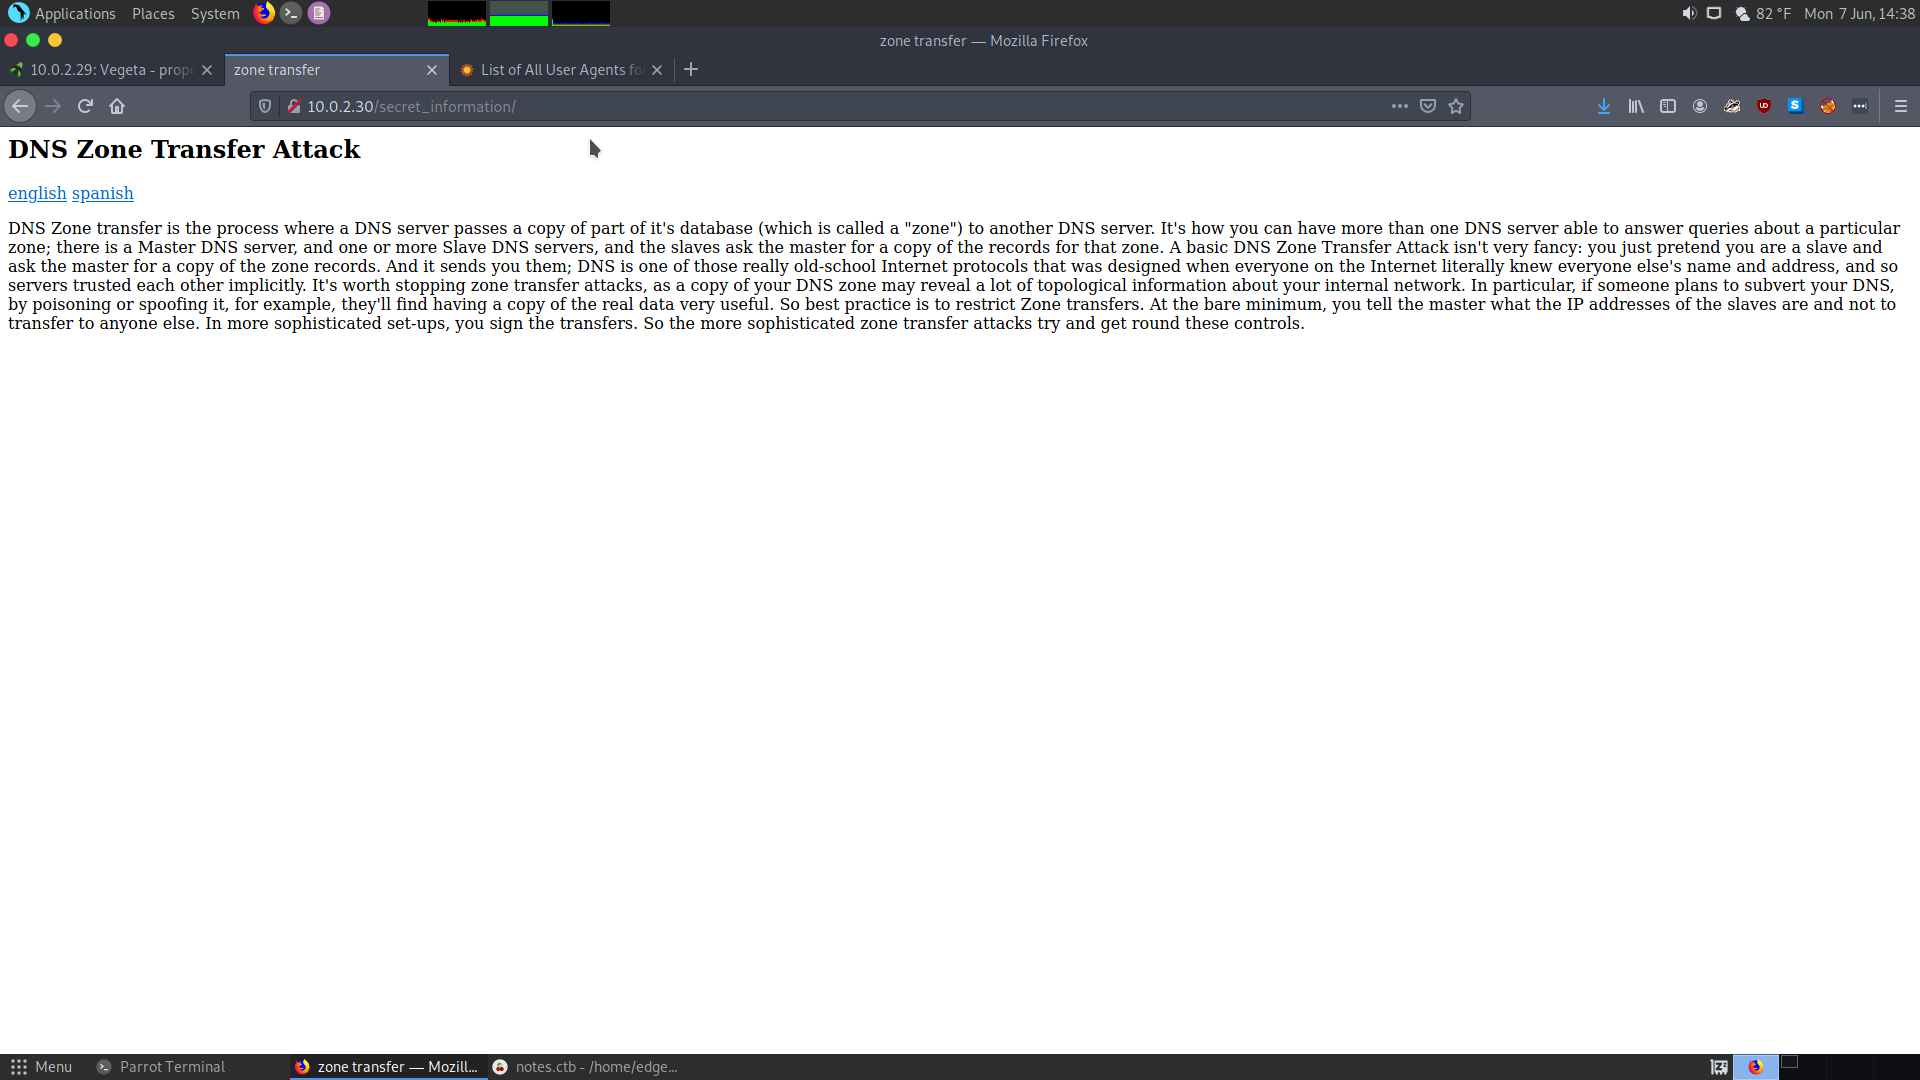 Applications Places System 82 °F Mon 7 Jun, 14:38
zone transfer — Mozilla Firefox
10.0.2.29: Vegeta - prope zone transfer List of All User Agents fo
10.0.2.30/secret_information/
DNS Zone Transfer Attack
english spanish
DNS Zone transfer is the process where a DNS server passes a copy of part of it's database (which is called a "zone") to another DNS server. It's how you can have more than one DNS server able to answer queries about a particular
zone; there is a Master DNS server, and one or more Slave DNS servers, and the slaves ask the master for a copy of the records for that zone. A basic DNS Zone Transfer Attack isn't very fancy: you just pretend you are a slave and
ask the master for a copy of the zone records. And it sends you them; DNS is one of those really old-school Internet protocols that was designed when everyone on the Internet literally knew everyone else's name and address, and so
servers trusted each other implicitly. It's worth stopping zone transfer attacks, as a copy of your DNS zone may reveal a lot of topological information about your internal network. In particular, if someone plans to subvert your DNS,
by poisoning or spoofing it, for example, they'll find having a copy of the real data very useful. So best practice is to restrict Zone transfers. At the bare minimum, you tell the master what the IP addresses of the slaves are and not to
transfer to anyone else. In more sophisticated set-ups, you sign the transfers. So the more sophisticated zone transfer attacks try and get round these controls.
Menu Parrot Terminal zone transfer — Mozill... notes.ctb - /home/edge...